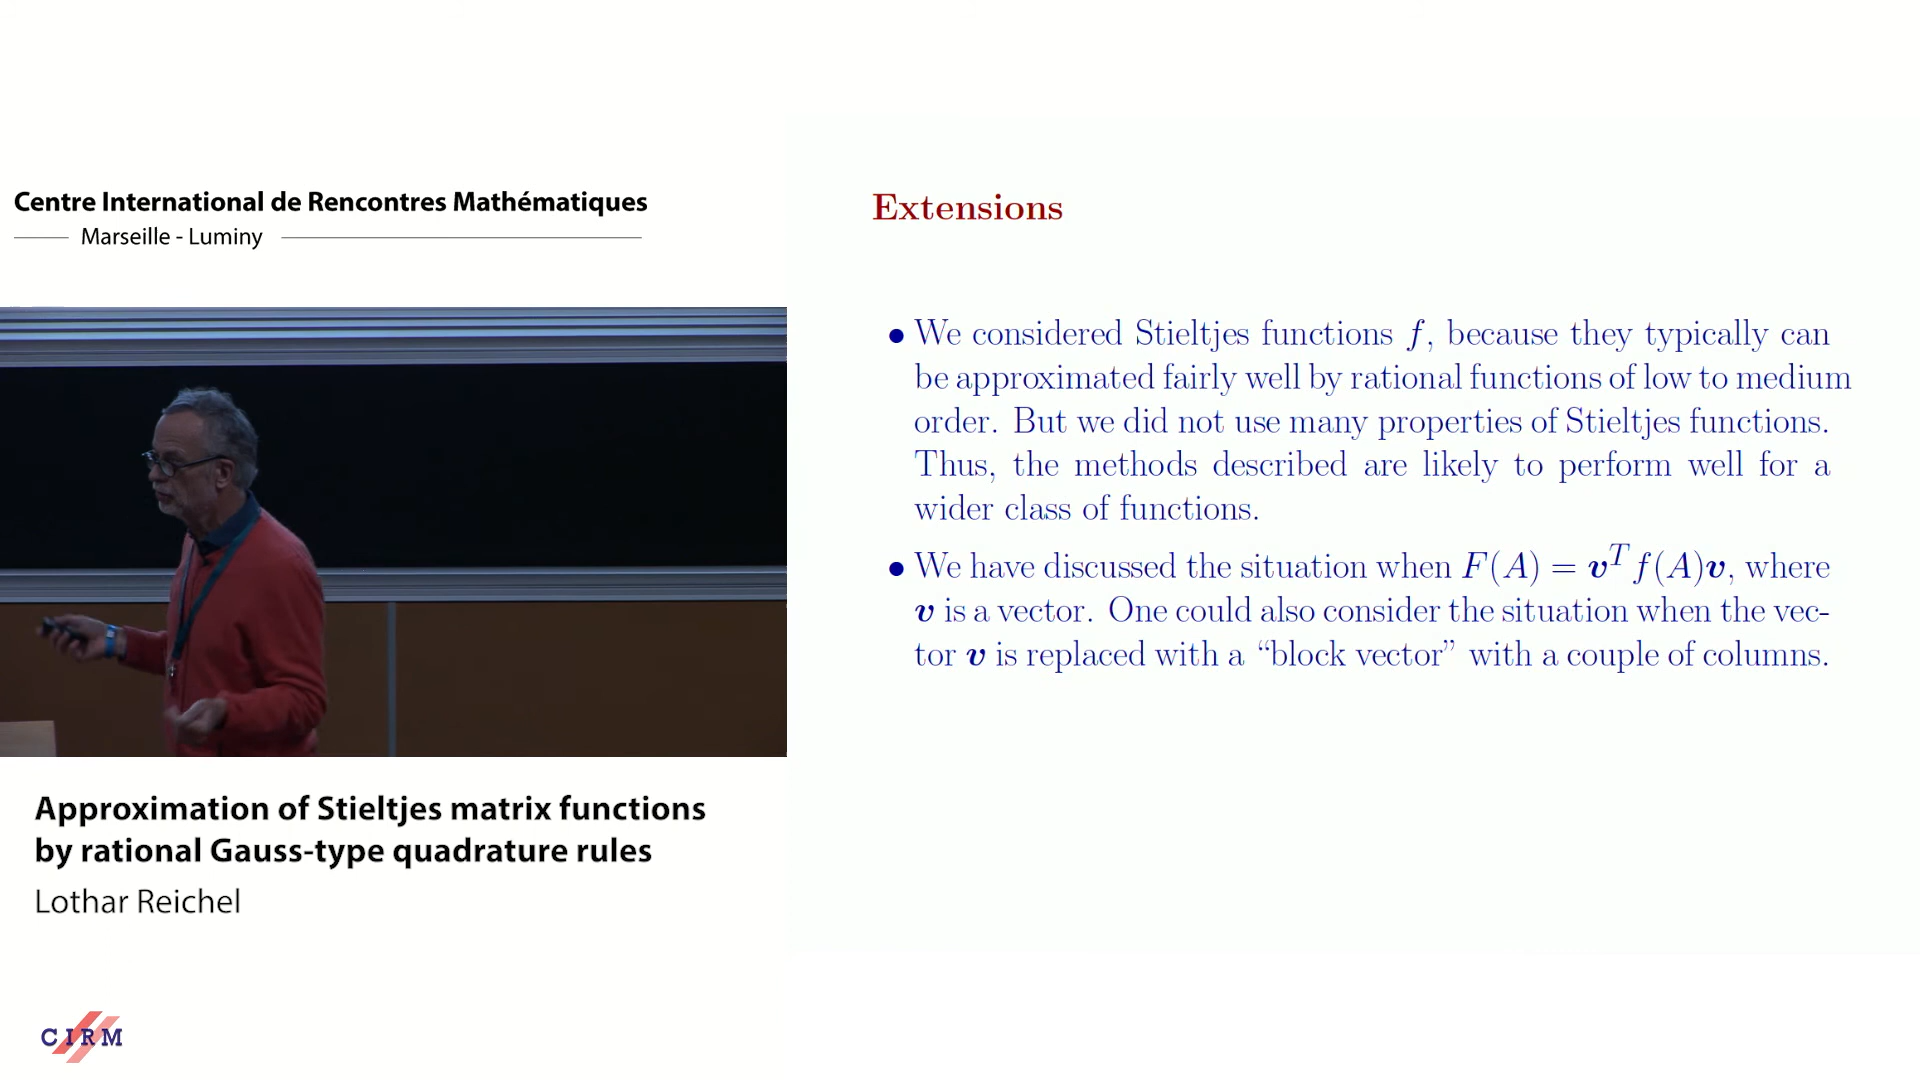 Centre International de Rencontres Mathématiques
Marseille - Luminy
Extensions
• We considered Stieltjes functions f, because they typically can
be approximated fairly well by rational functions of low to medium
order. But we did not use many properties of Stieltjes functions.
Thus, the methods described are likely to perform well for a
wider class of functions.
• We have discussed the situation when F(A) = v^T f(A)v, where
v is a vector. One could also consider the situation when the vec-
tor v is replaced with a “block vector” with a couple of columns.
Approximation of Stieltjes matrix functions
by rational Gauss-type quadrature rules
Lothar Reichel
CIRM